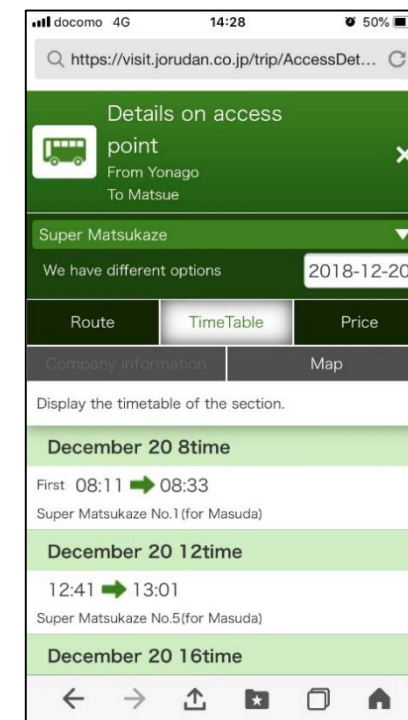 docomo 4G 14:28 50%
https://visit.jorudan.co.jp/trip/AccessDet...
Details on access
point
From Yonago
To Matsue
Super Matsukaze
We have different options 2018-12-20
Route TimeTable Price
Company information Map
Display the timetable of the section.
December 20 8time
First 08:11 08:33
Super Matsukaze No.1(for Masuda)
December 20 12time
12:41 13:01
Super Matsukaze No.5(for Masuda)
December 20 16time